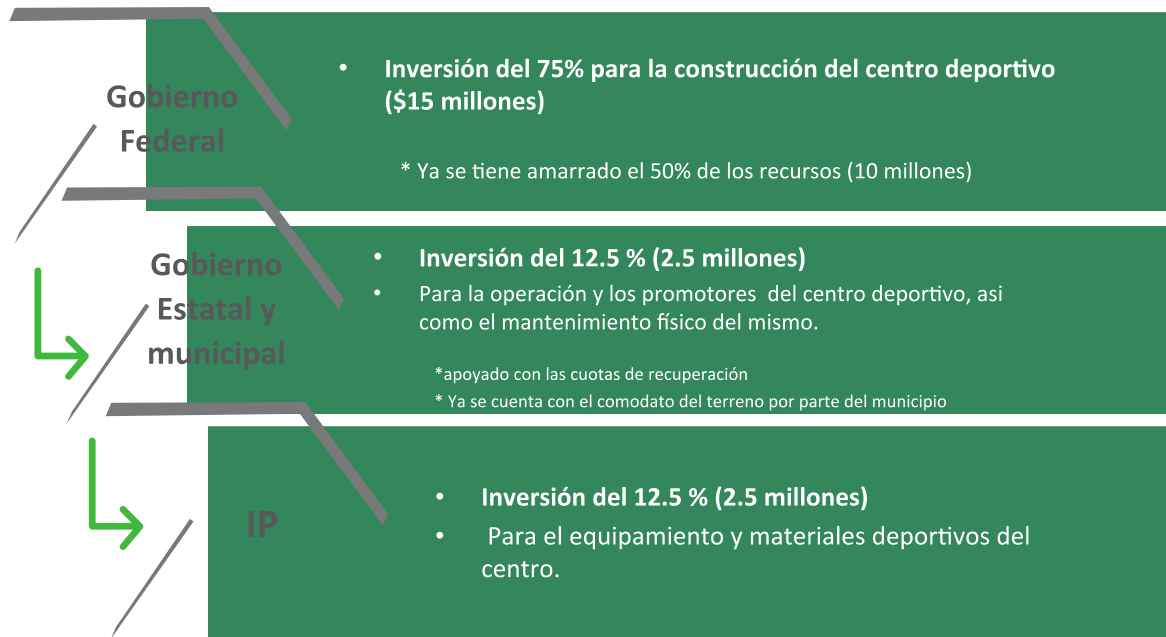 Gobierno
Federal
• Inversión del 75% para la construcción del centro deportivo
($15 millones)
* Ya se tiene amarrado el 50% de los recursos (10 millones)
Gobierno
Estatal y
municipal
• Inversión del 12.5 % (2.5 millones)
• Para la operación y los promotores del centro deportivo, asi
como el mantenimiento físico del mismo.
*apoyado con las cuotas de recuperación
* Ya se cuenta con el comodato del terreno por parte del municipio
IP
• Inversión del 12.5 % (2.5 millones)
• Para el equipamiento y materiales deportivos del
centro.